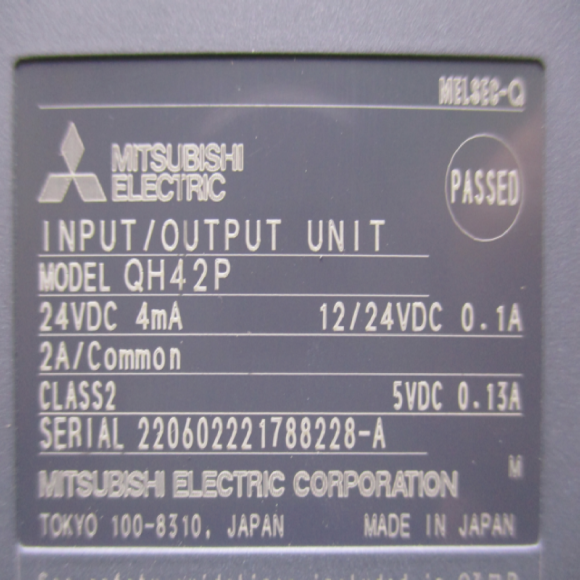 MELSEC-Q
MITSUBISHI
ELECTRIC
PASSED
INPUT/OUTPUT UNIT
MODEL QH42P
24VDC 4mA 12/24VDC 0.1A
2A/Common
CLASS2 5VDC 0.13A
SERIAL 220602221788228-A
M
MITSUBISHI ELECTRIC CORPORATION
TOKYO 100-8310, JAPAN MADE IN JAPAN